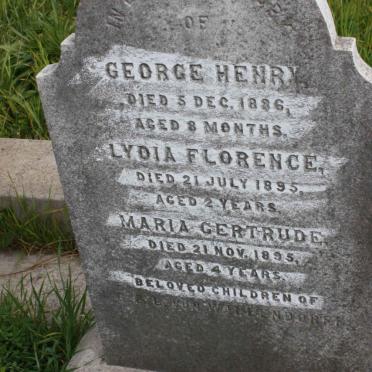 OF
GEORGE HENRY.
DIED 5 DEC. 1886,
AGED 8 MONTHS.
LYDIA FLORENCE,
DIED 21 JULY 1895,
AGED 2 YEARS.
MARIA GERTRUDE,
DIED 21 NOV. 1895,
AGED 4 YEARS.
BELOVED CHILDREN OF